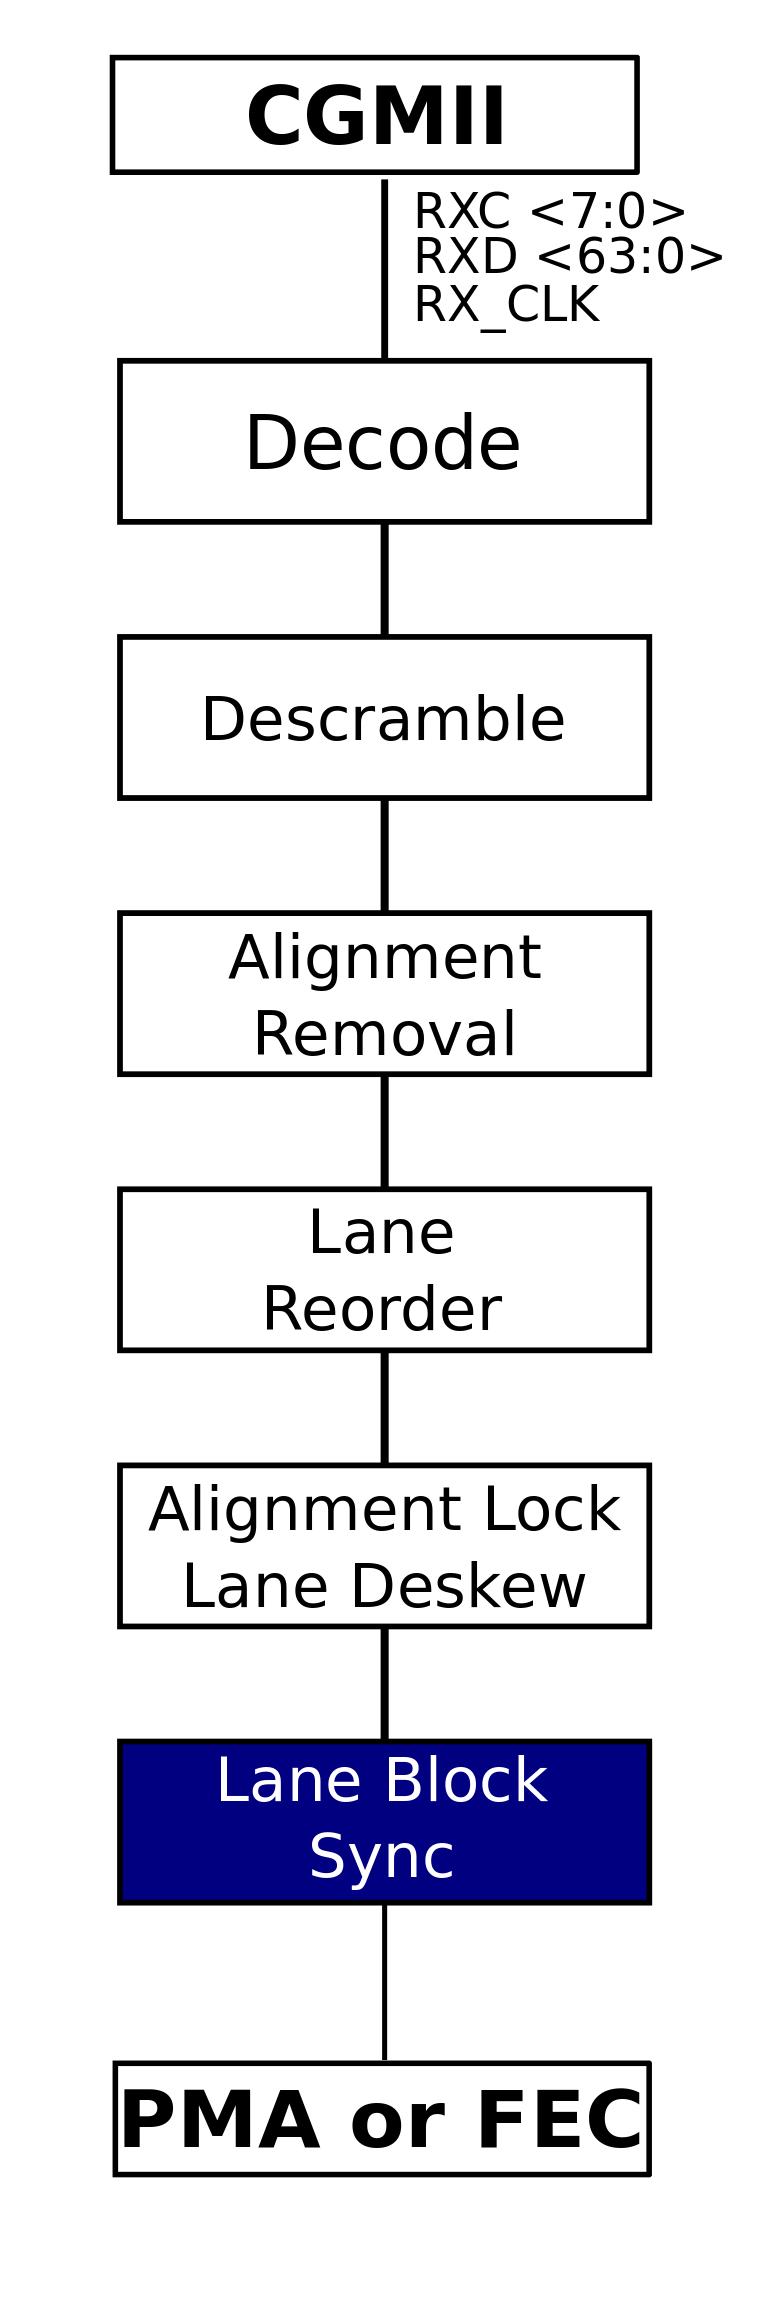 CGMII
RXC <7:0>
RXD <63:0>
RX_CLK
Decode
Descramble
Alignment
Removal
Lane
Reorder
Alignment Lock
Lane Deskew
Lane Block
Sync
PMA or FEC